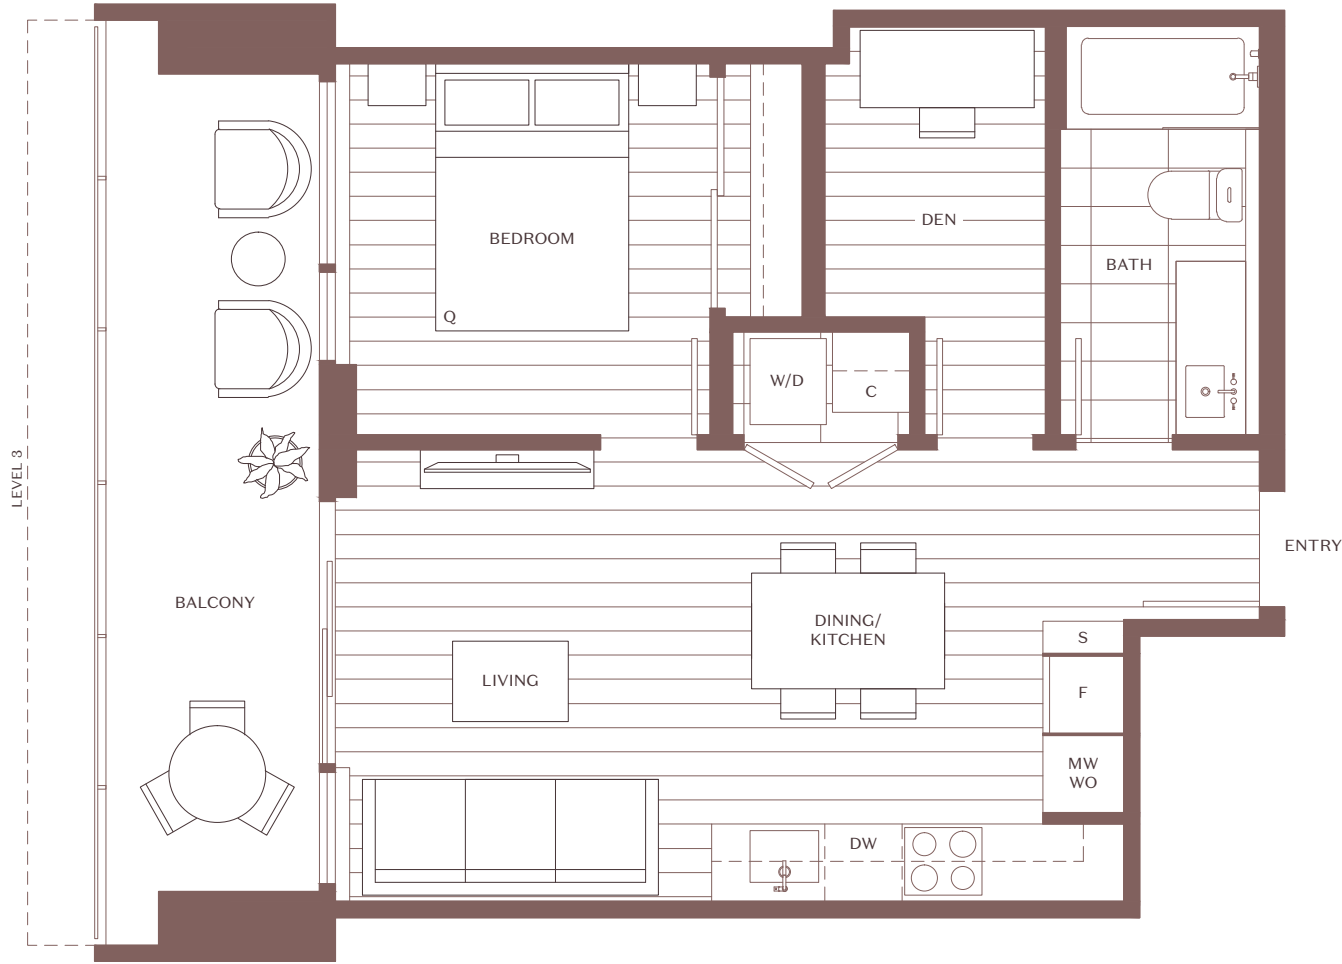 BEDROOM
Q
DEN
BATH
W/D
C
LEVEL 3
ENTRY
BALCONY
DINING/
KITCHEN
LIVING
S
F
MW
WO
DW